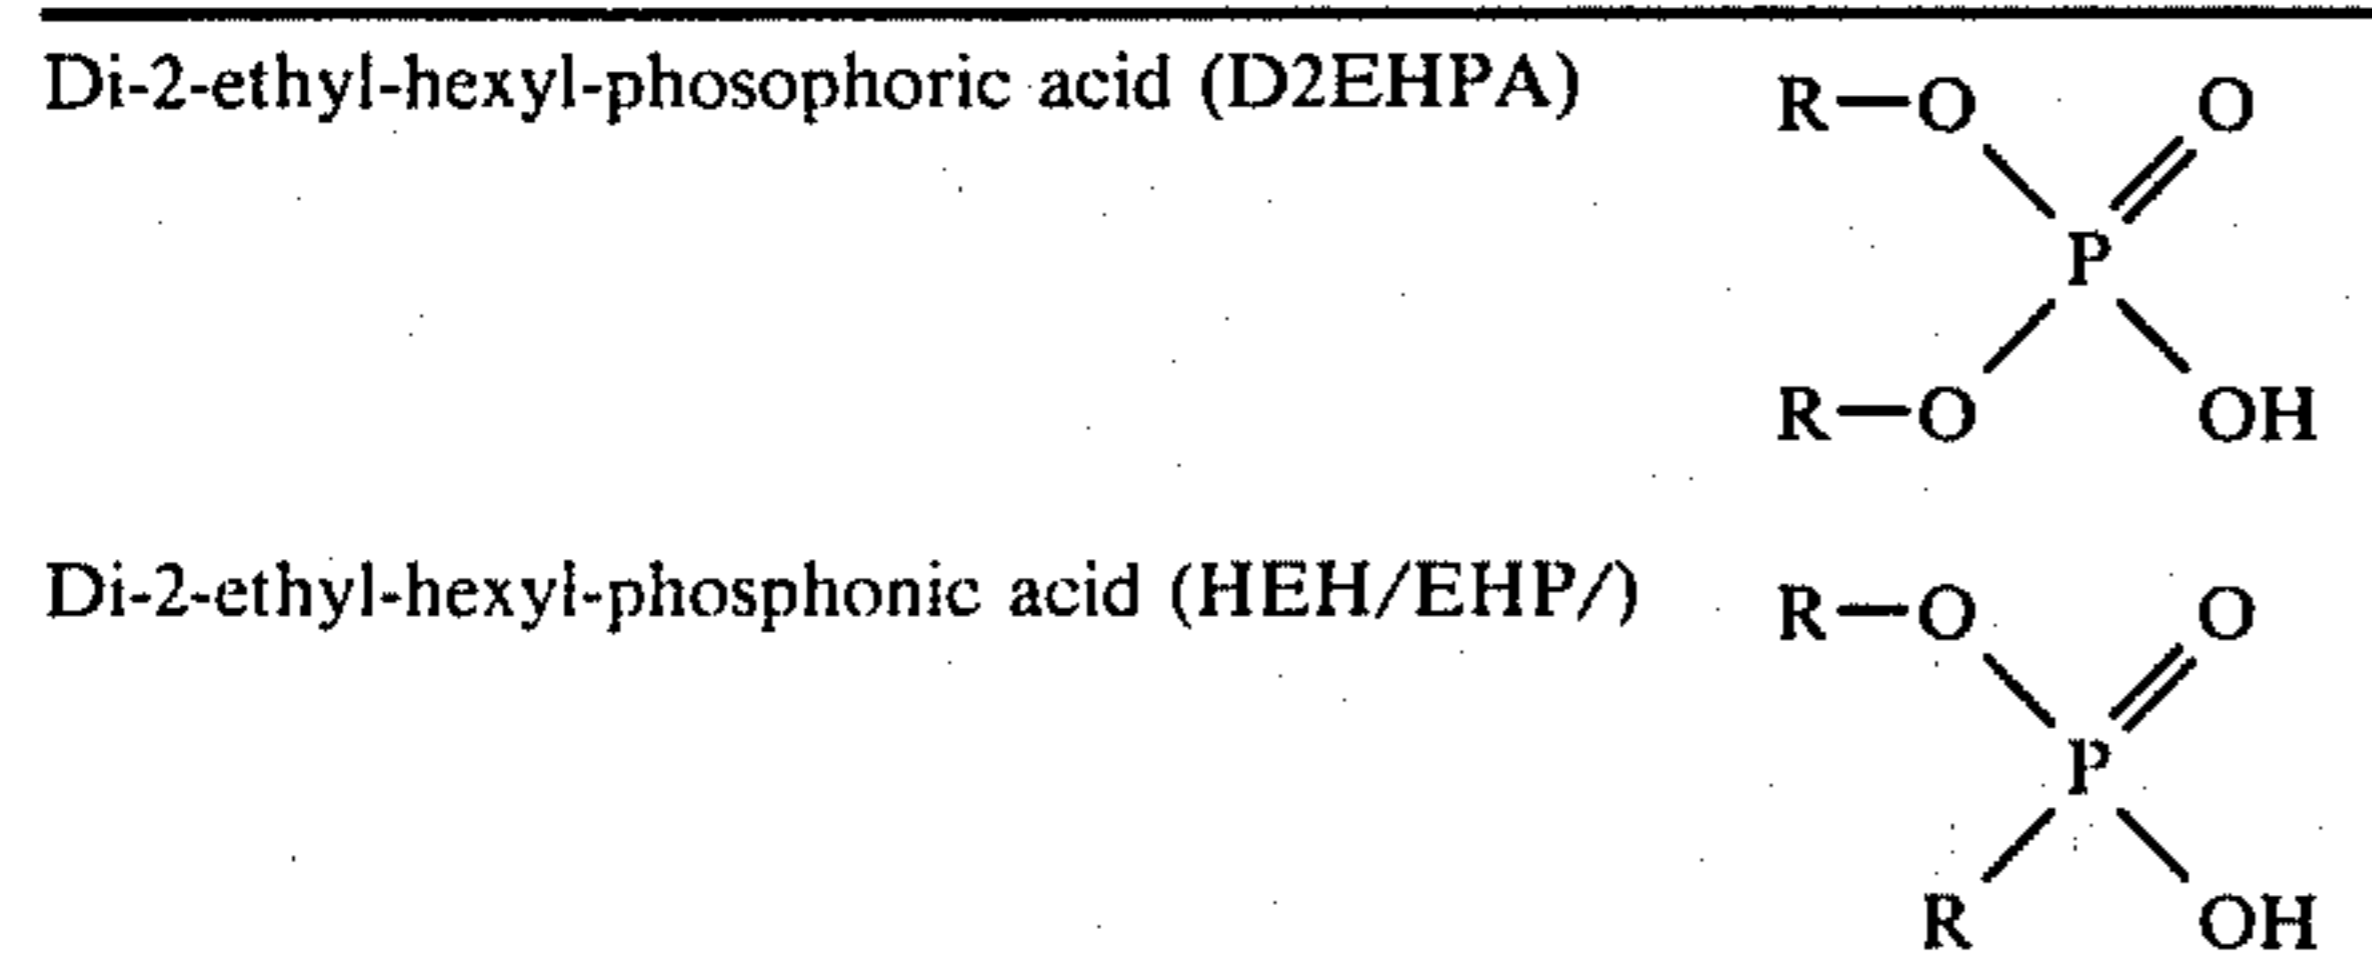 Di-2-ethyl-hexyl-phosophoric acid (D2EHPA)
R—O O
P
R—O OH
Di-2-ethyl-hexyl-phosphonic acid (HEH/EHP/)
R—O O
P
R OH